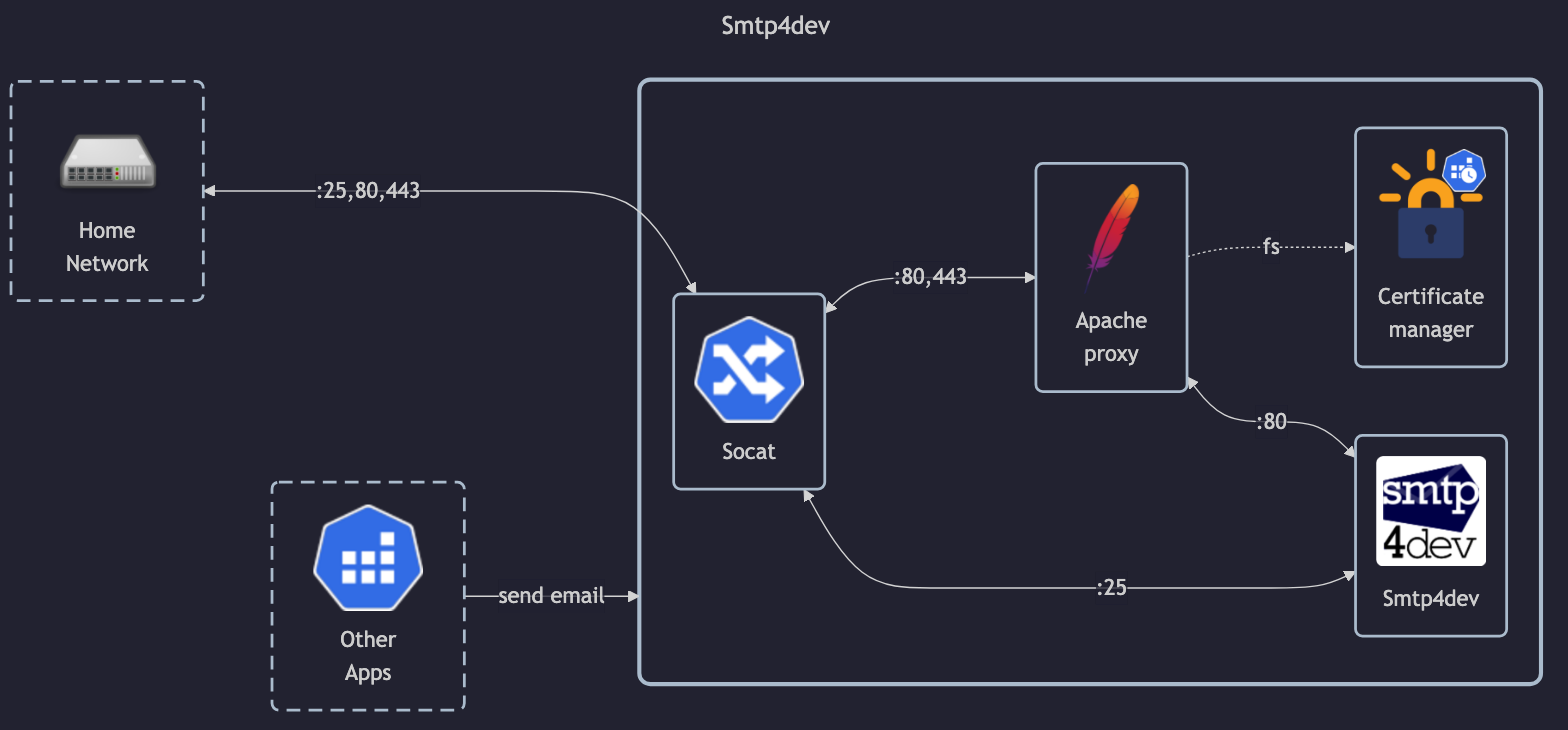 Smtp4dev
Home
Network
:25,80,443
Socat
:80,443
Apache
proxy
fs
Certificate
manager
:80
smtp
4dev
Smtp4dev
:25
Other
Apps
send email